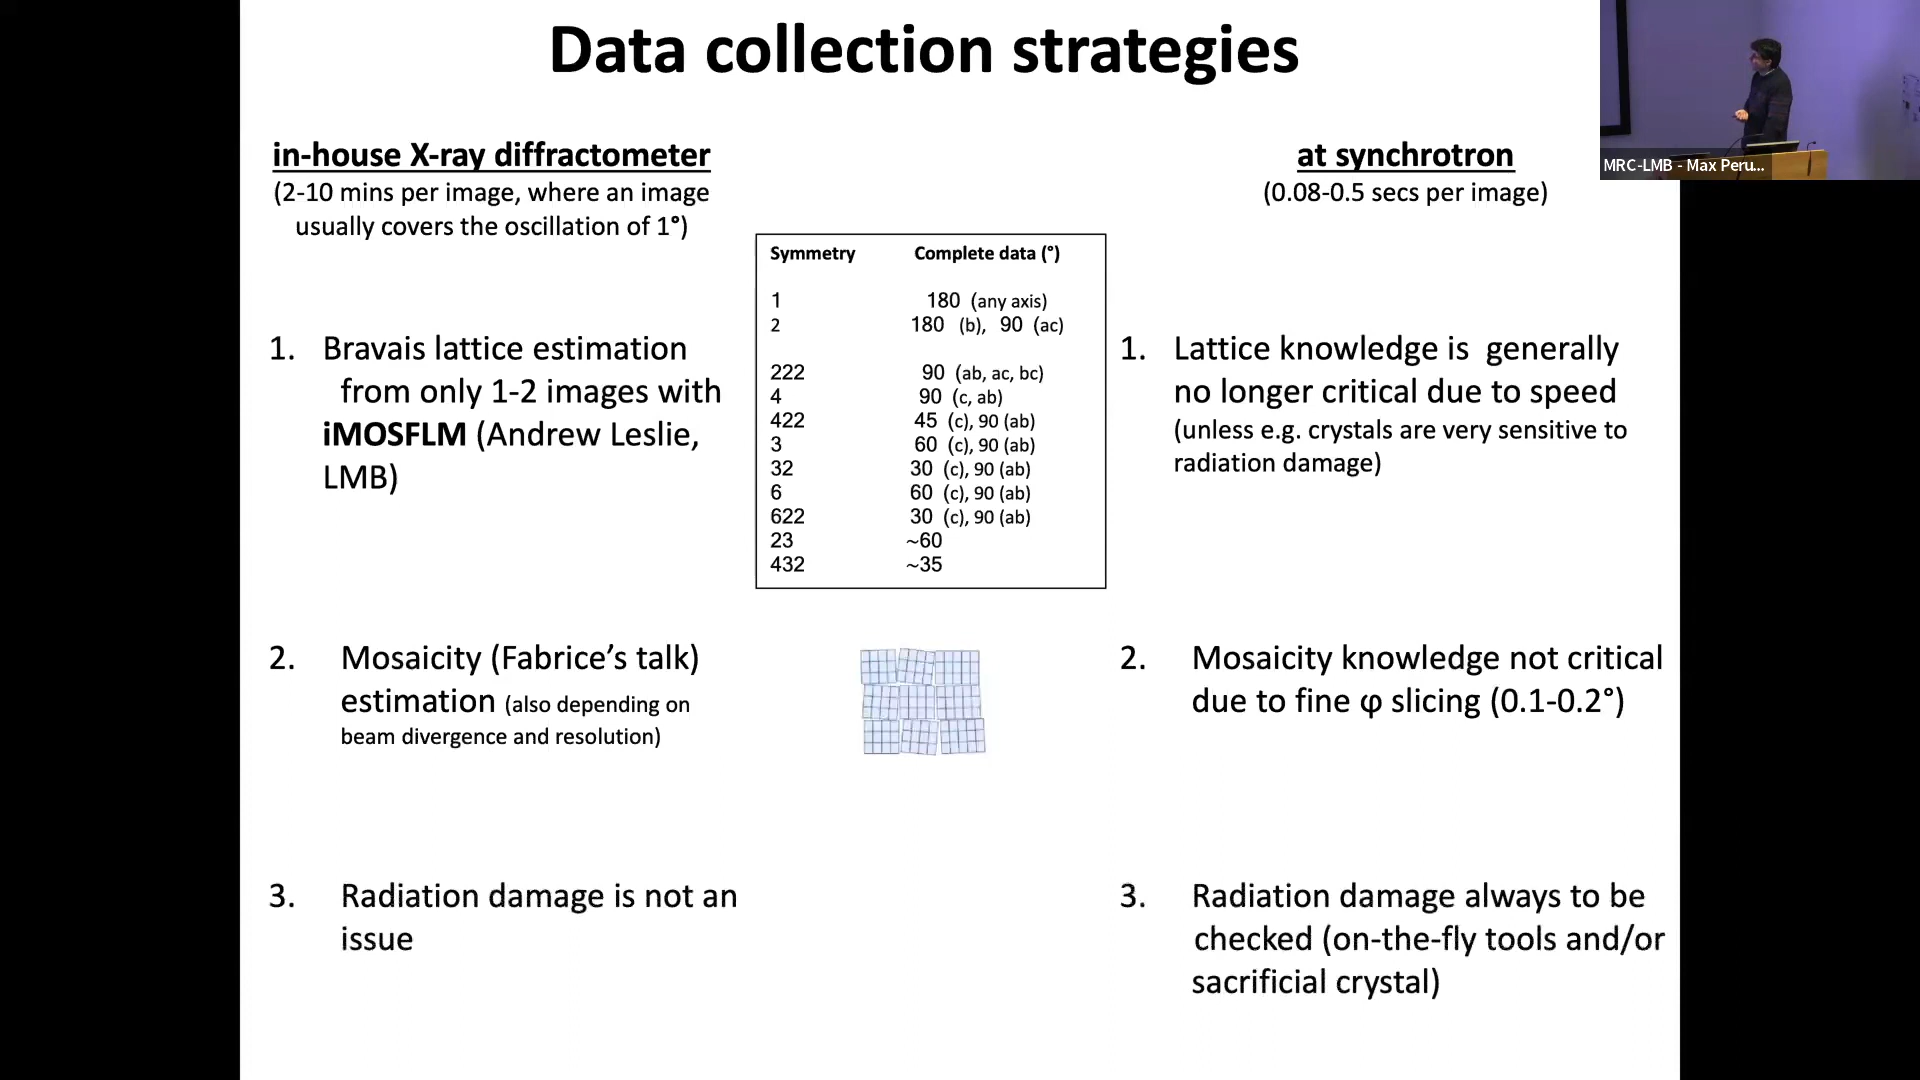 Data collection strategies
in-house X-ray diffractometer
(2-10 mins per image, where an image
usually covers the oscillation of 1°)
1. Bravais lattice estimation
from only 1-2 images with
iMOSFLM (Andrew Leslie,
LMB)
2. Mosaicity (Fabrice’s talk)
estimation (also depending on
beam divergence and resolution)
3. Radiation damage is not an
issue
Symmetry Complete data (°)
1 180 (any axis)
2 180 (b), 90 (ac)
222 90 (ab, ac, bc)
4 90 (c, ab)
422 45 (c), 90 (ab)
3 60 (c), 90 (ab)
32 30 (c), 90 (ab)
6 60 (c), 90 (ab)
622 30 (c), 90 (ab)
23 ~60
432 ~35
at synchrotron
(0.08-0.5 secs per image)
1. Lattice knowledge is generally
no longer critical due to speed
(unless e.g. crystals are very sensitive to
radiation damage)
2. Mosaicity knowledge not critical
due to fine φ slicing (0.1-0.2°)
3. Radiation damage always to be
checked (on-the-fly tools and/or
sacrificial crystal)
MRC-LMB - Max Peru...